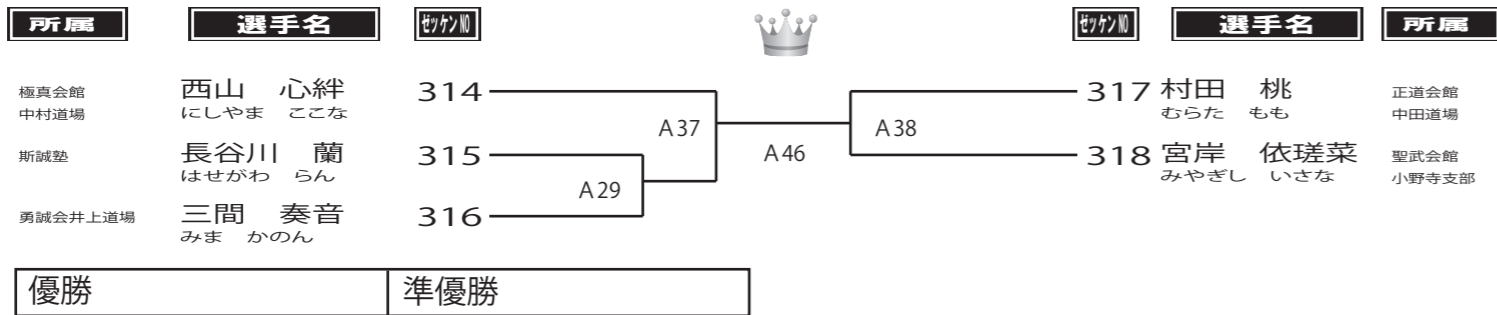 所属 選手名 ゼッケンNO ゼッケンNO 選手名 所属
極真会館
中村道場
西山 心絆
にしやま ここな
314
斯誠塾
長谷川 蘭
はせがわ らん
315
勇誠会井上道場
三間 奏音
みま かのん
316
A37
A29
A46
A38
317 村田 桃
むらた もも
正道会館
中田道場
318 宮岸 依瑳菜
みやぎし いさな
聖武会館
小野寺支部
優勝 準優勝